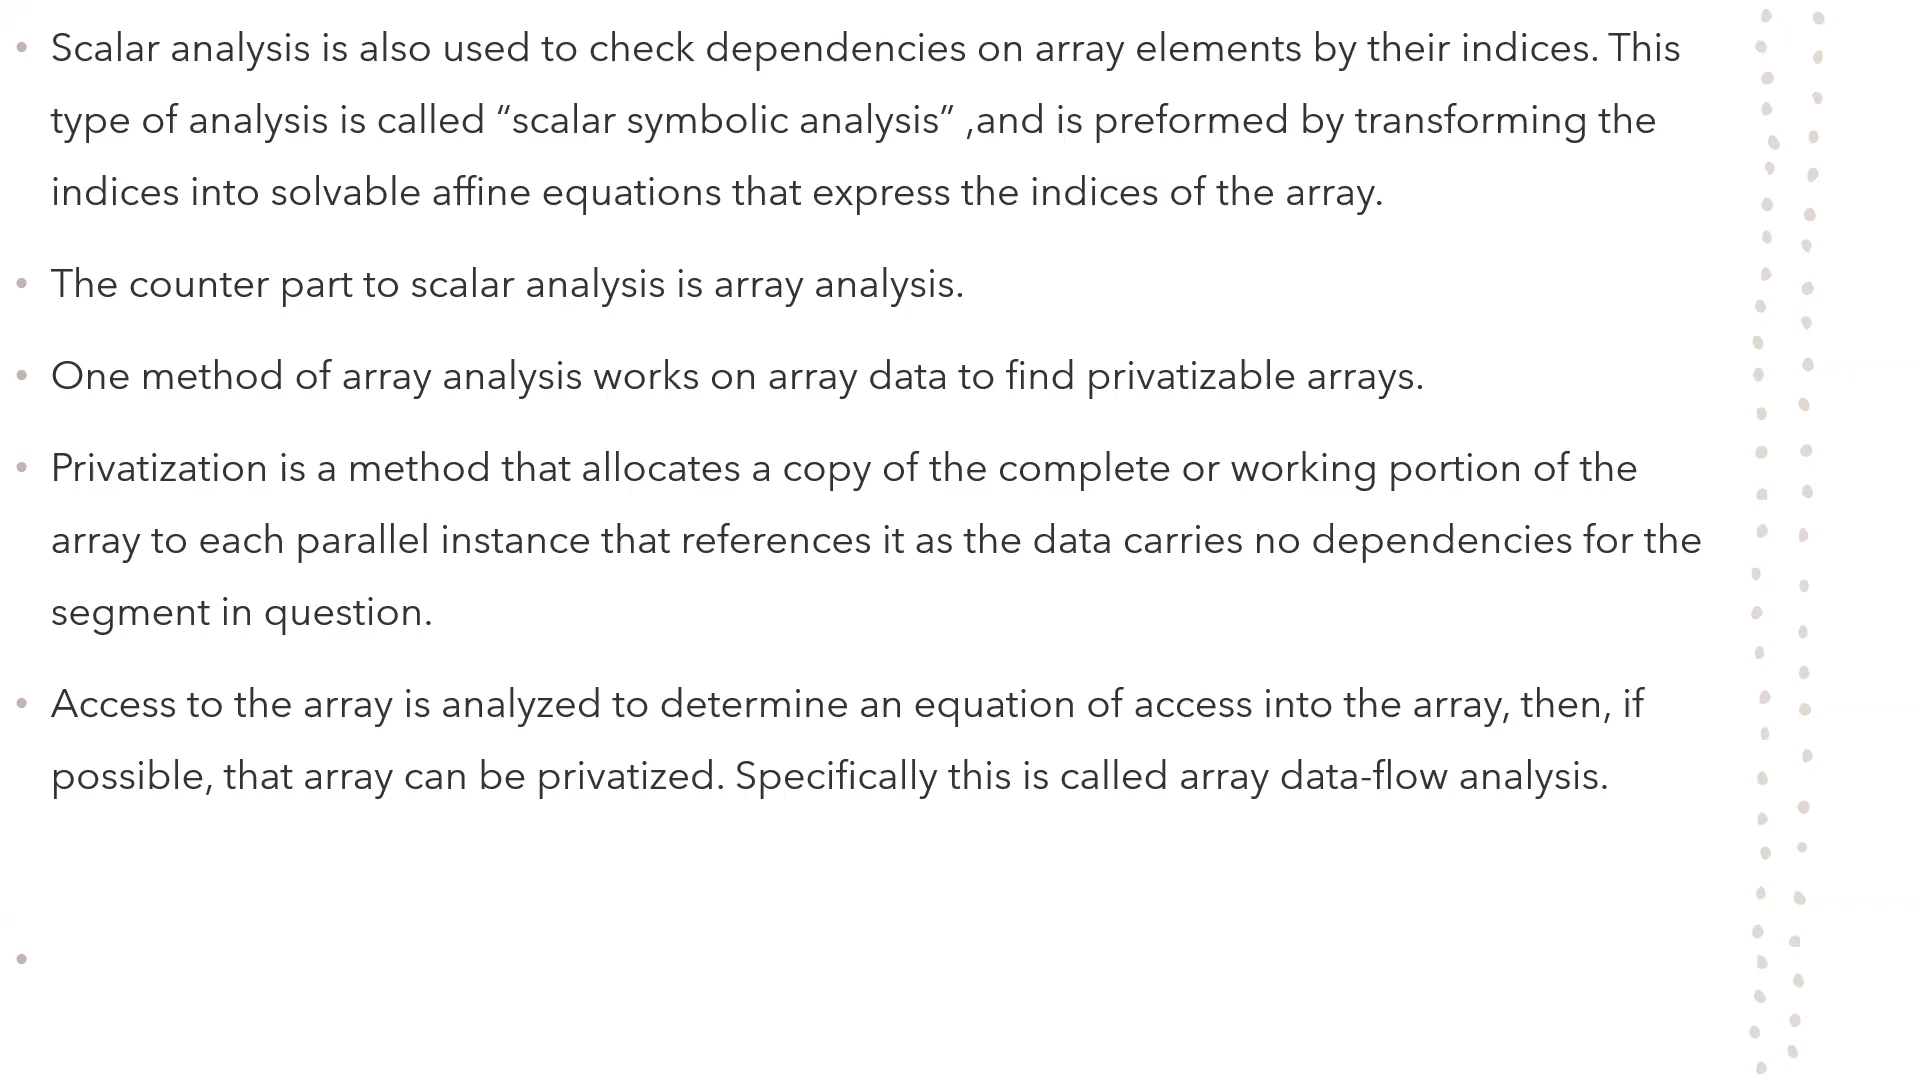 • Scalar analysis is also used to check dependencies on array elements by their indices. This
type of analysis is called “scalar symbolic analysis” ,and is preformed by transforming the
indices into solvable affine equations that express the indices of the array.
• The counter part to scalar analysis is array analysis.
• One method of array analysis works on array data to find privatizable arrays.
• Privatization is a method that allocates a copy of the complete or working portion of the
array to each parallel instance that references it as the data carries no dependencies for the
segment in question.
• Access to the array is analyzed to determine an equation of access into the array, then, if
possible, that array can be privatized. Specifically this is called array data-flow analysis.
•